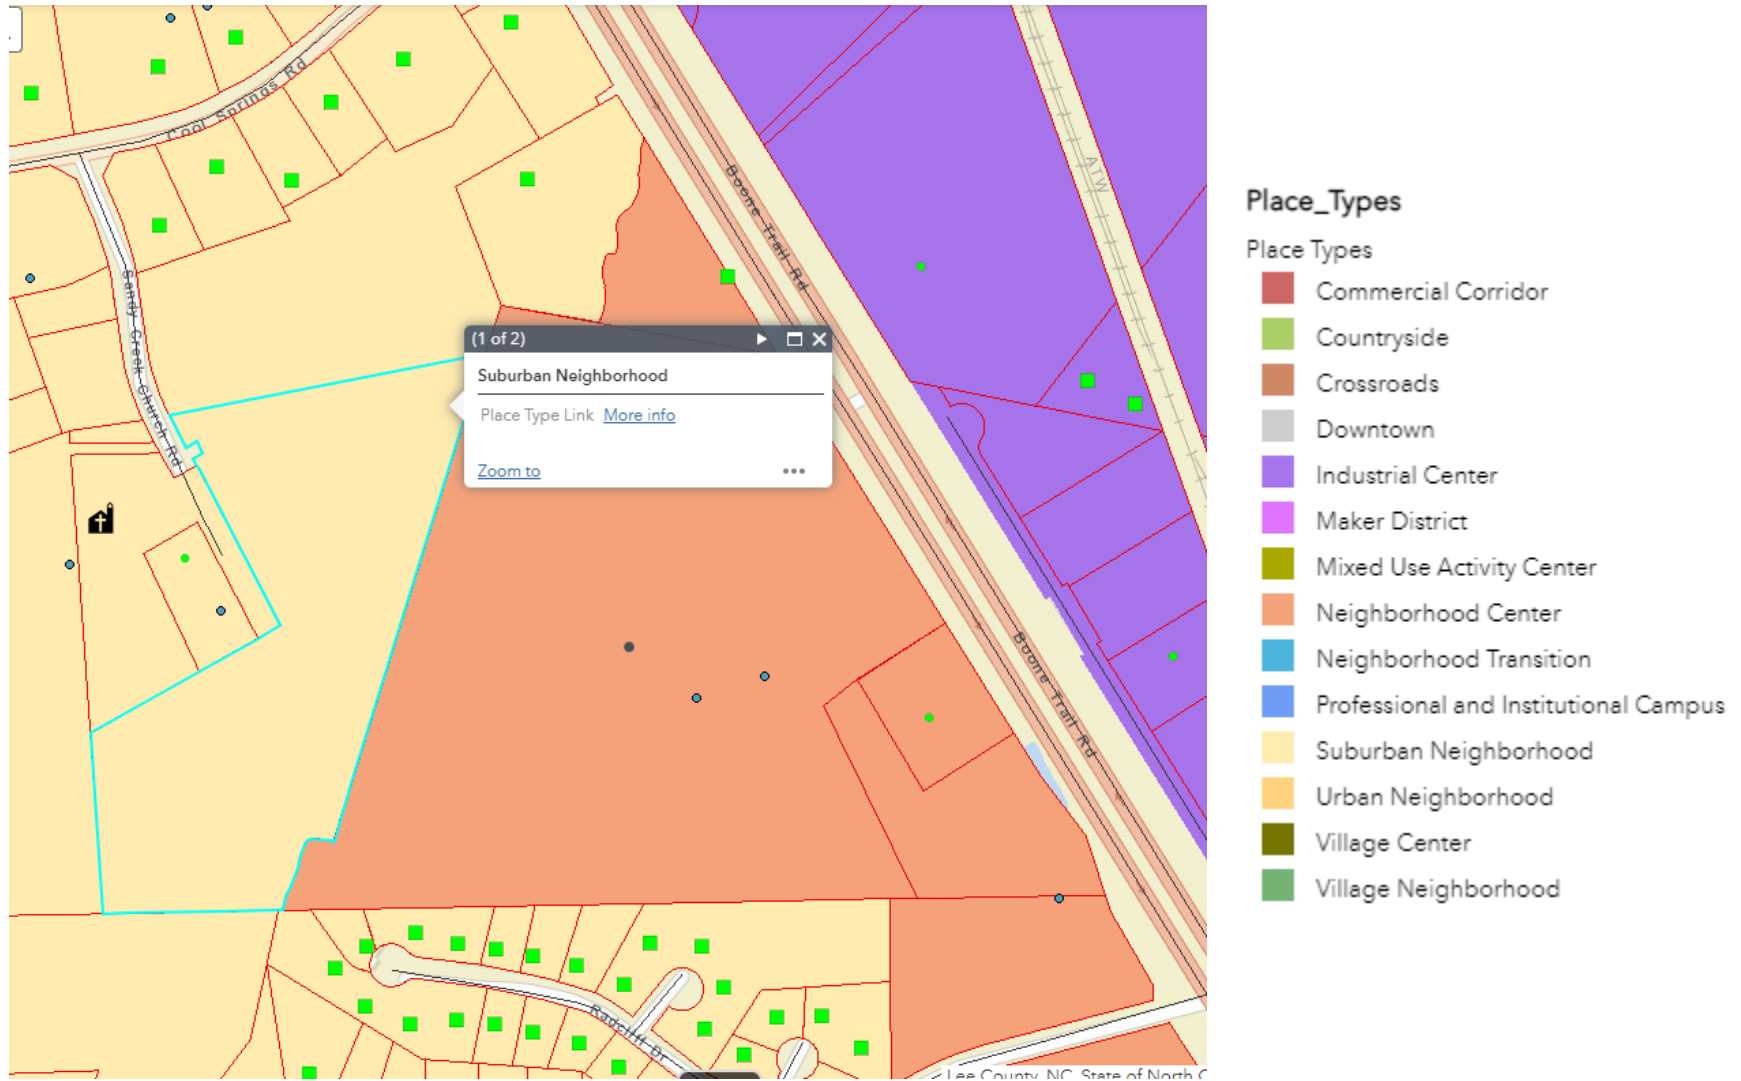 Cool Springs Rd
Boone Trail Rd
ATW
Sandy Creek Church Rd
(1 of 2)
Suburban Neighborhood
Place Type Link More info
Zoom to
Boone Trail Rd
Radcliff Dr
Lee County, NC, State of North C
Place_Types
Place Types
Commercial Corridor
Countryside
Crossroads
Downtown
Industrial Center
Maker District
Mixed Use Activity Center
Neighborhood Center
Neighborhood Transition
Professional and Institutional Campus
Suburban Neighborhood
Urban Neighborhood
Village Center
Village Neighborhood